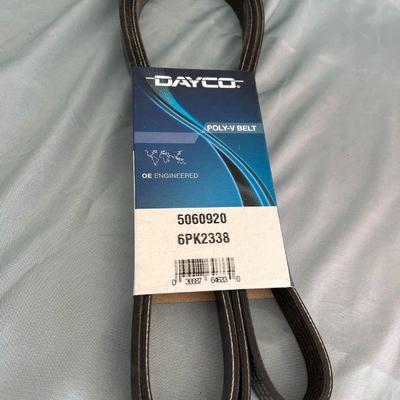 DAYCO.
POLY-V BELT
OE ENGINEERED
5060920
6PK2338